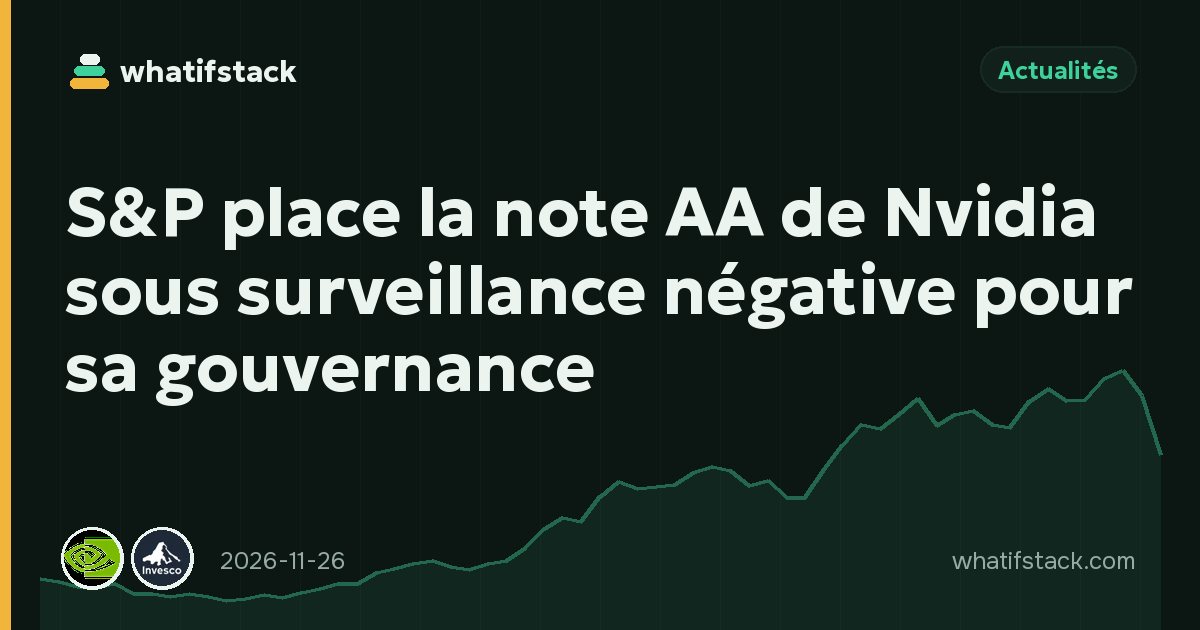 whatifstack
Actualités
S&P place la note AA de Nvidia
sous surveillance négative pour
sa gouvernance
Invesco
2026-11-26
whatifstack.com